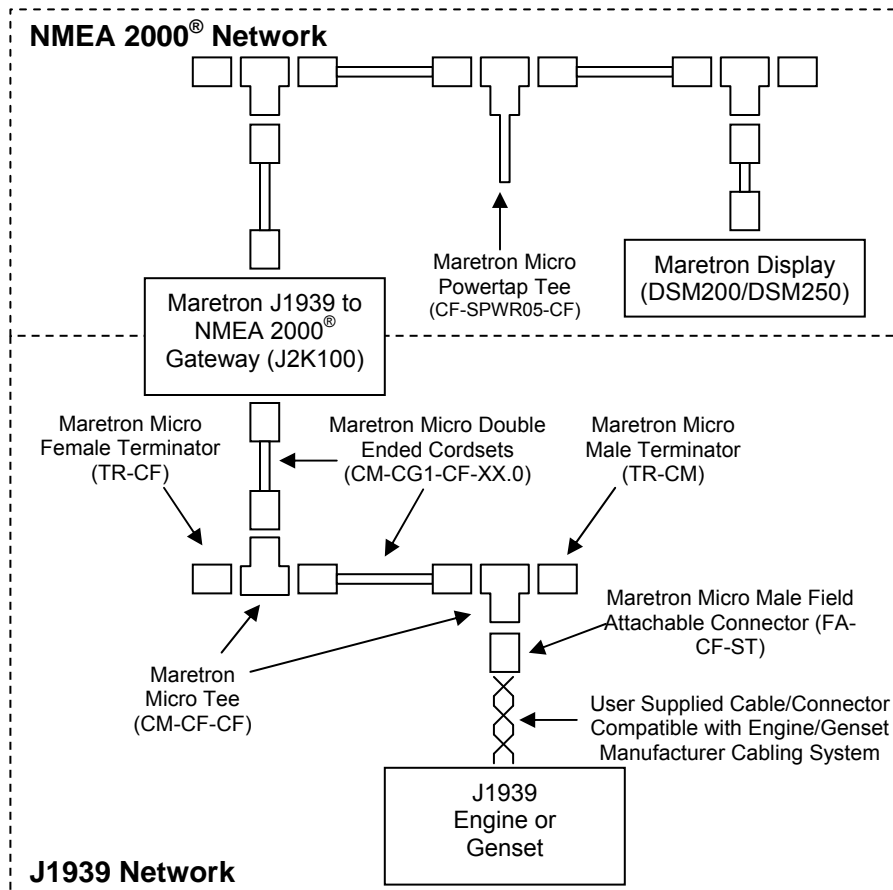 NMEA 2000® Network
Maretron Micro
Powertap Tee
(CF-SPWR05-CF)
Maretron Display
(DSM200/DSM250)
Maretron J1939 to
NMEA 2000®
Gateway (J2K100)
Maretron Micro
Female Terminator
(TR-CF)
Maretron Micro Double
Ended Cordsets
(CM-CG1-CF-XX.0)
Maretron Micro
Male Terminator
(TR-CM)
Maretron Micro Male Field
Attachable Connector (FA-
CF-ST)
Maretron
Micro Tee
(CM-CF-CF)
User Supplied Cable/Connector
Compatible with Engine/Genset
Manufacturer Cabling System
J1939
Engine or
Genset
J1939 Network